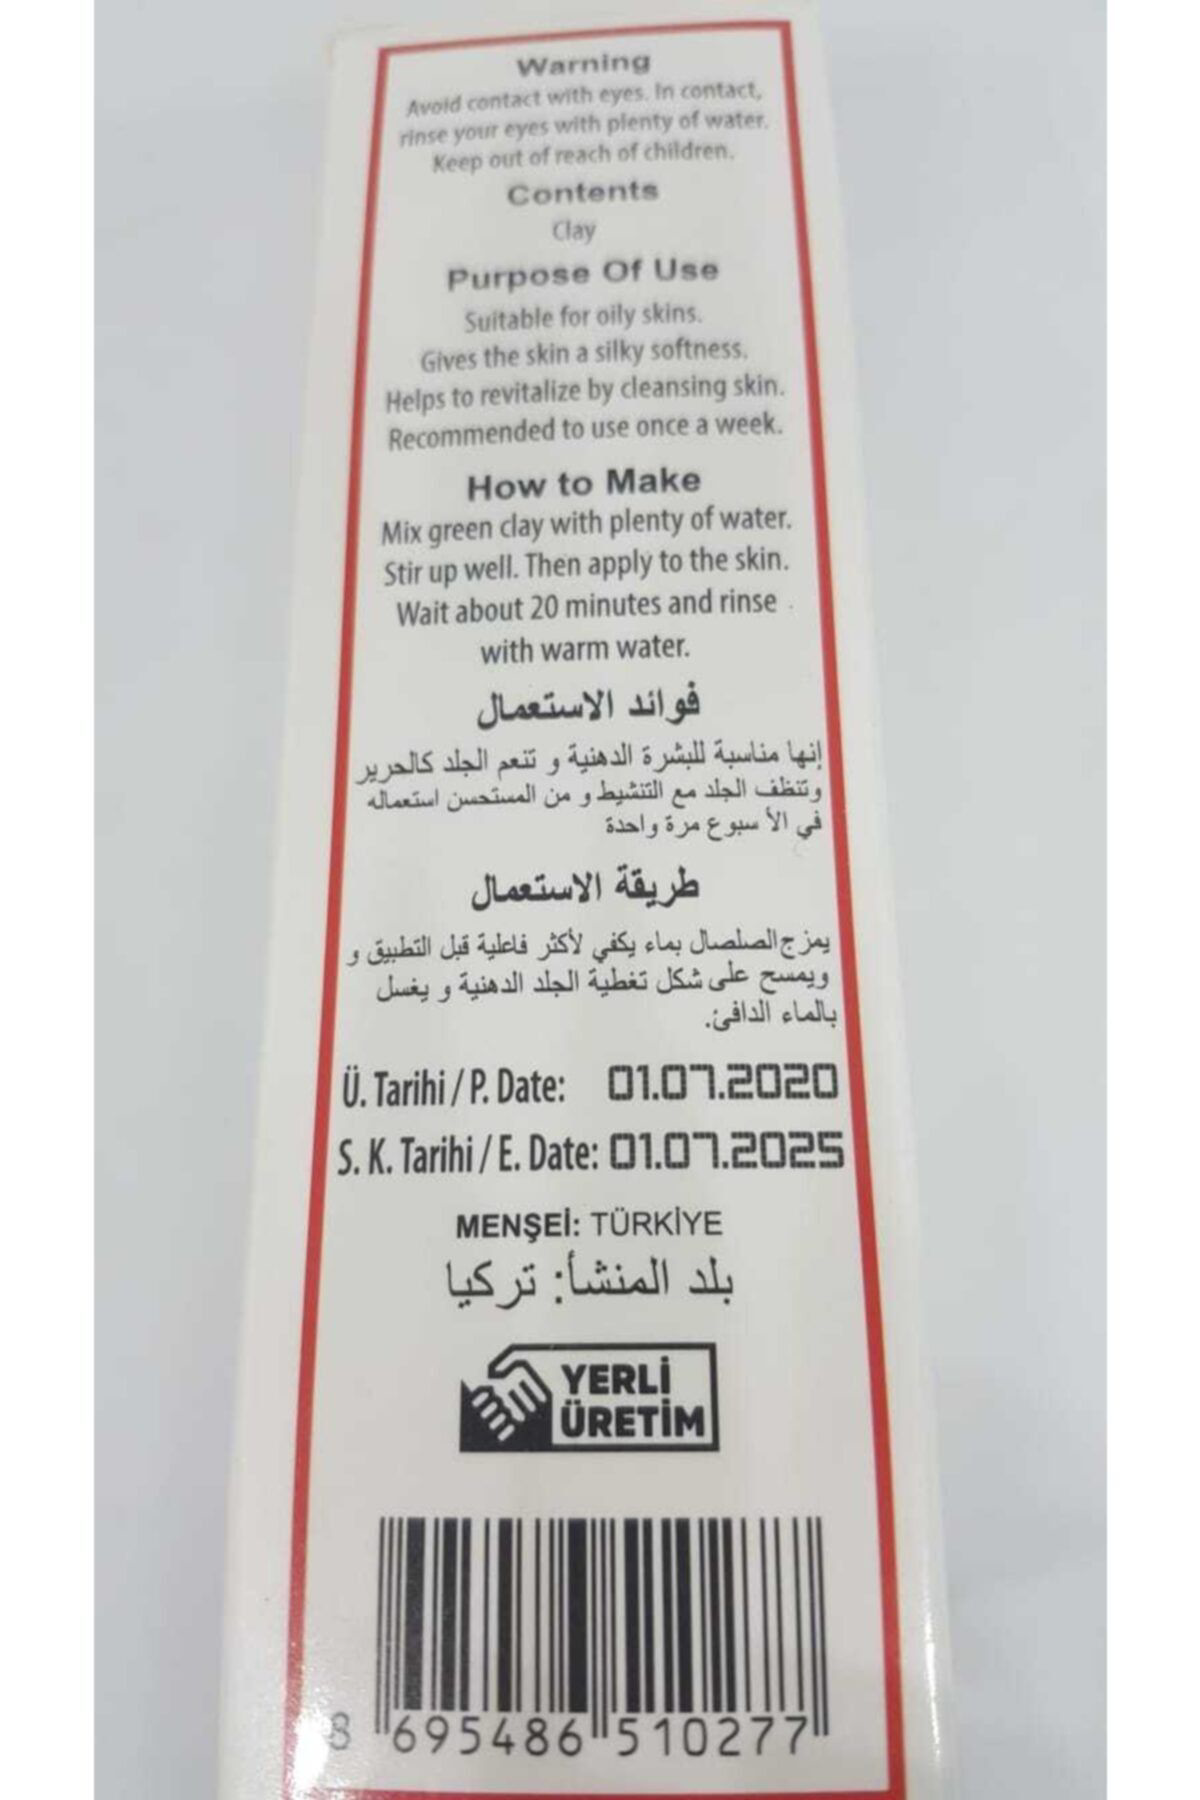 Warning
Avoid contact with eyes. In contact,
rinse your eyes with plenty of water.
Keep out of reach of children.
Contents
Clay
Purpose Of Use
Suitable for oily skins.
Gives the skin a silky softness.
Helps to revitalize by cleansing skin.
Recommended to use once a week.
How to Make
Mix green clay with plenty of water.
Stir up well. Then apply to the skin.
Wait about 20 minutes and rinse
with warm water.
فوائد الاستعمال
إنها مناسبة للبشرة الدهنية و تنعم الجلد كالحرير
وتنظف الجلد مع التنشيط و من المستحسن استعماله
في الأ سبوع مرة واحدة
طريقة الاستعمال
يمزج الصلصال بماء يكفي لأكثر فاعلية قبل التطبيق و
ويمسح على شكل تغطية الجلد الدهنية و يغسل
بالماء الدافئ.
Ü. Tarihi / P. Date: 01.07.2020
S. K. Tarihi / E. Date: 01.07.2025
MENŞEİ: TÜRKİYE
بلد المنشأ: تركيا
YERLİ
ÜRETİM
8 695486 510277